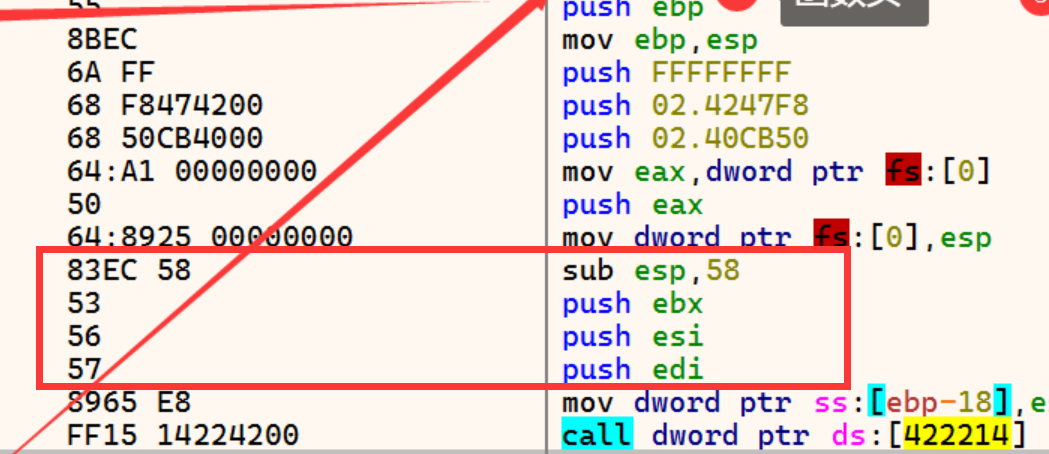 55 push ebp 函数头
8BEC mov ebp,esp
6A FF push FFFFFFFF
68 F8474200 push 02.4247F8
68 50CB4000 push 02.40CB50
64:A1 00000000 mov eax,dword ptr fs:[0]
50 push eax
64:8925 00000000 mov dword ptr fs:[0],esp
83EC 58 sub esp,58
53 push ebx
56 push esi
57 push edi
8965 E8 mov dword ptr ss:[ebp-18],e
FF15 14224200 call dword ptr ds:[422214]